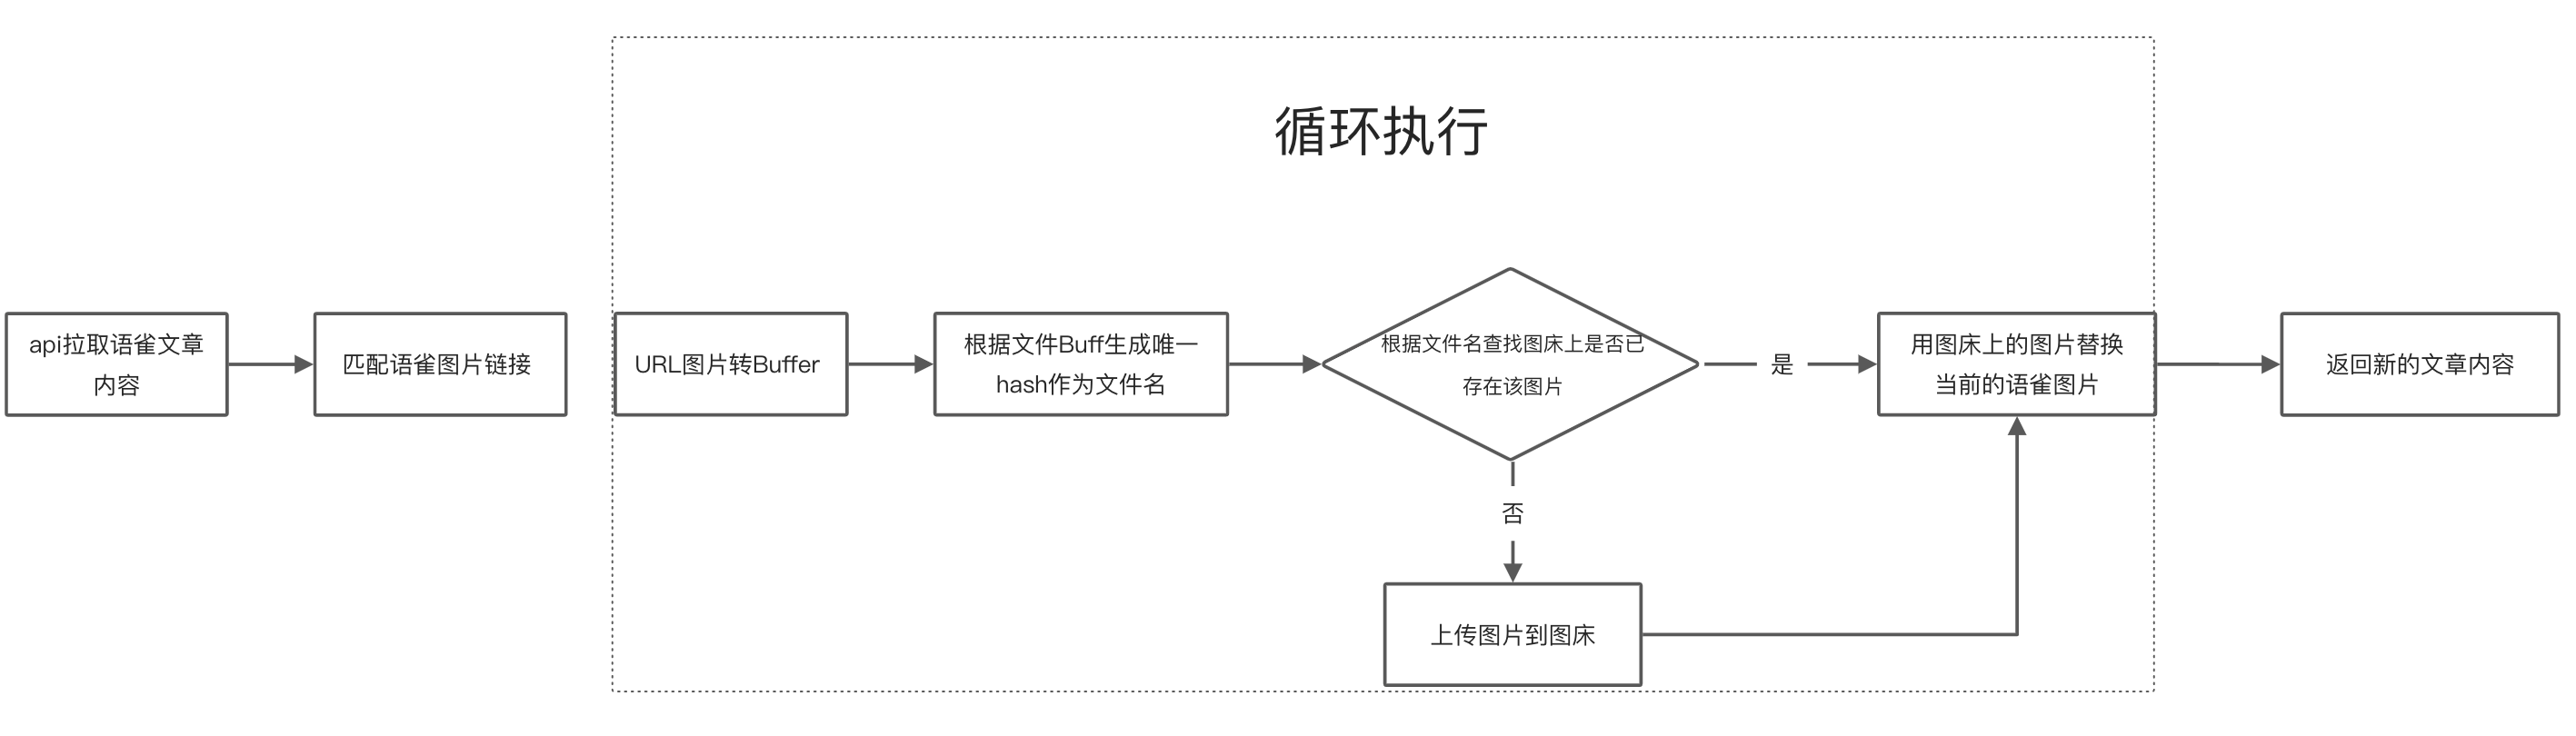 循环执行
api拉取语雀文章
内容
匹配语雀图片链接
URL图片转Buffer
根据文件Buff生成唯一
hash作为文件名
根据文件名查找图床上是否已
存在该图片
是
用图床上的图片替换
当前的语雀图片
返回新的文章内容
否
上传图片到图床